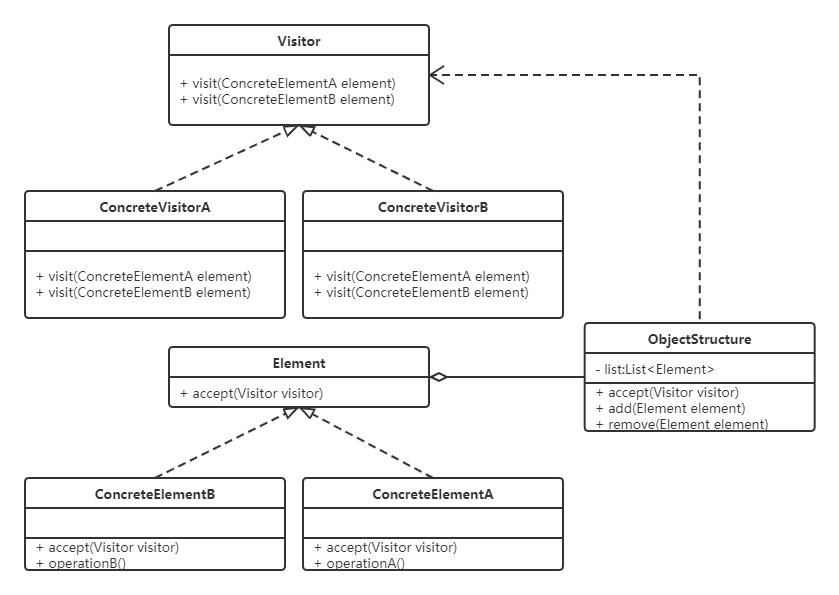 Visitor
+ visit(ConcreteElementA element)
+ visit(ConcreteElementB element)
ConcreteVisitorA
+ visit(ConcreteElementA element)
+ visit(ConcreteElementB element)
ConcreteVisitorB
+ visit(ConcreteElementA element)
+ visit(ConcreteElementB element)
ObjectStructure
- list:List<Element>
+ accept(Visitor visitor)
+ add(Element element)
+ remove(Element element)
Element
+ accept(Visitor visitor)
ConcreteElementB
+ accept(Visitor visitor)
+ operationB()
ConcreteElementA
+ accept(Visitor visitor)
+ operationA()